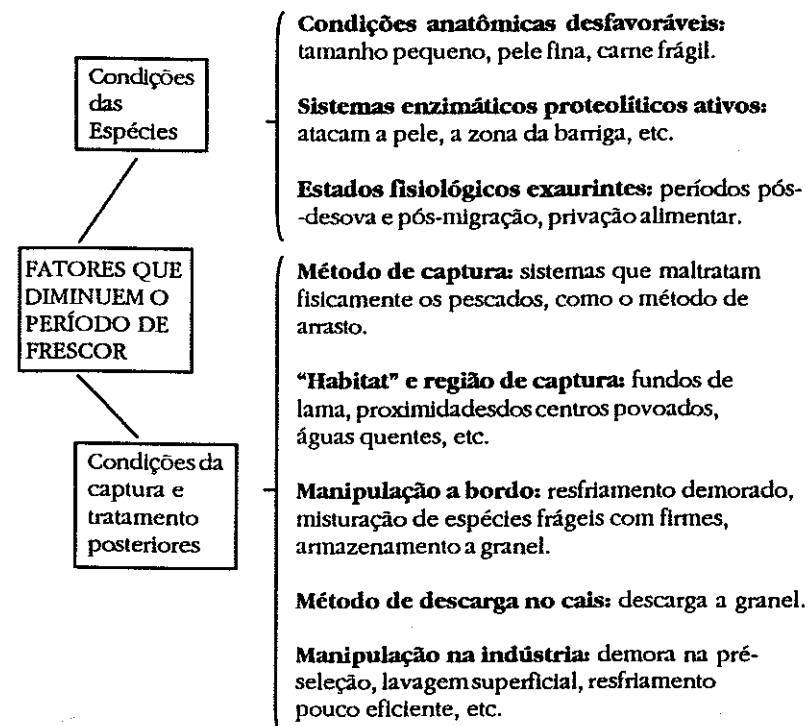 Condições
das
Espécies
Condições anatômicas desfavoráveis:
tamanho pequeno, pele fina, carne frágil.
Sistemas enzimáticos proteolíticos ativos:
atacam a pele, a zona da barriga, etc.
Estados fisiológicos exaurintes: períodos pós-
-desova e pós-migração, privação alimentar.
FATORES QUE
DIMINUEM O
PERÍODO DE
FRESCOR
Condições da
captura e
tratamento
posteriores
Método de captura: sistemas que maltratam
fisicamente os pescados, como o método de
arrasto.
“Habitat” e região de captura: fundos de
lama, proximidadesdos centros povoados,
águas quentes, etc.
Manipulação a bordo: resfriamento demorado,
misturação de espécies frágeis com firmes,
armazenamento a granel.
Método de descarga no cais: descarga a granel.
Manipulação na indústria: demora na pré-
seleção, lavagem superficial, resfriamento
pouco eficiente, etc.